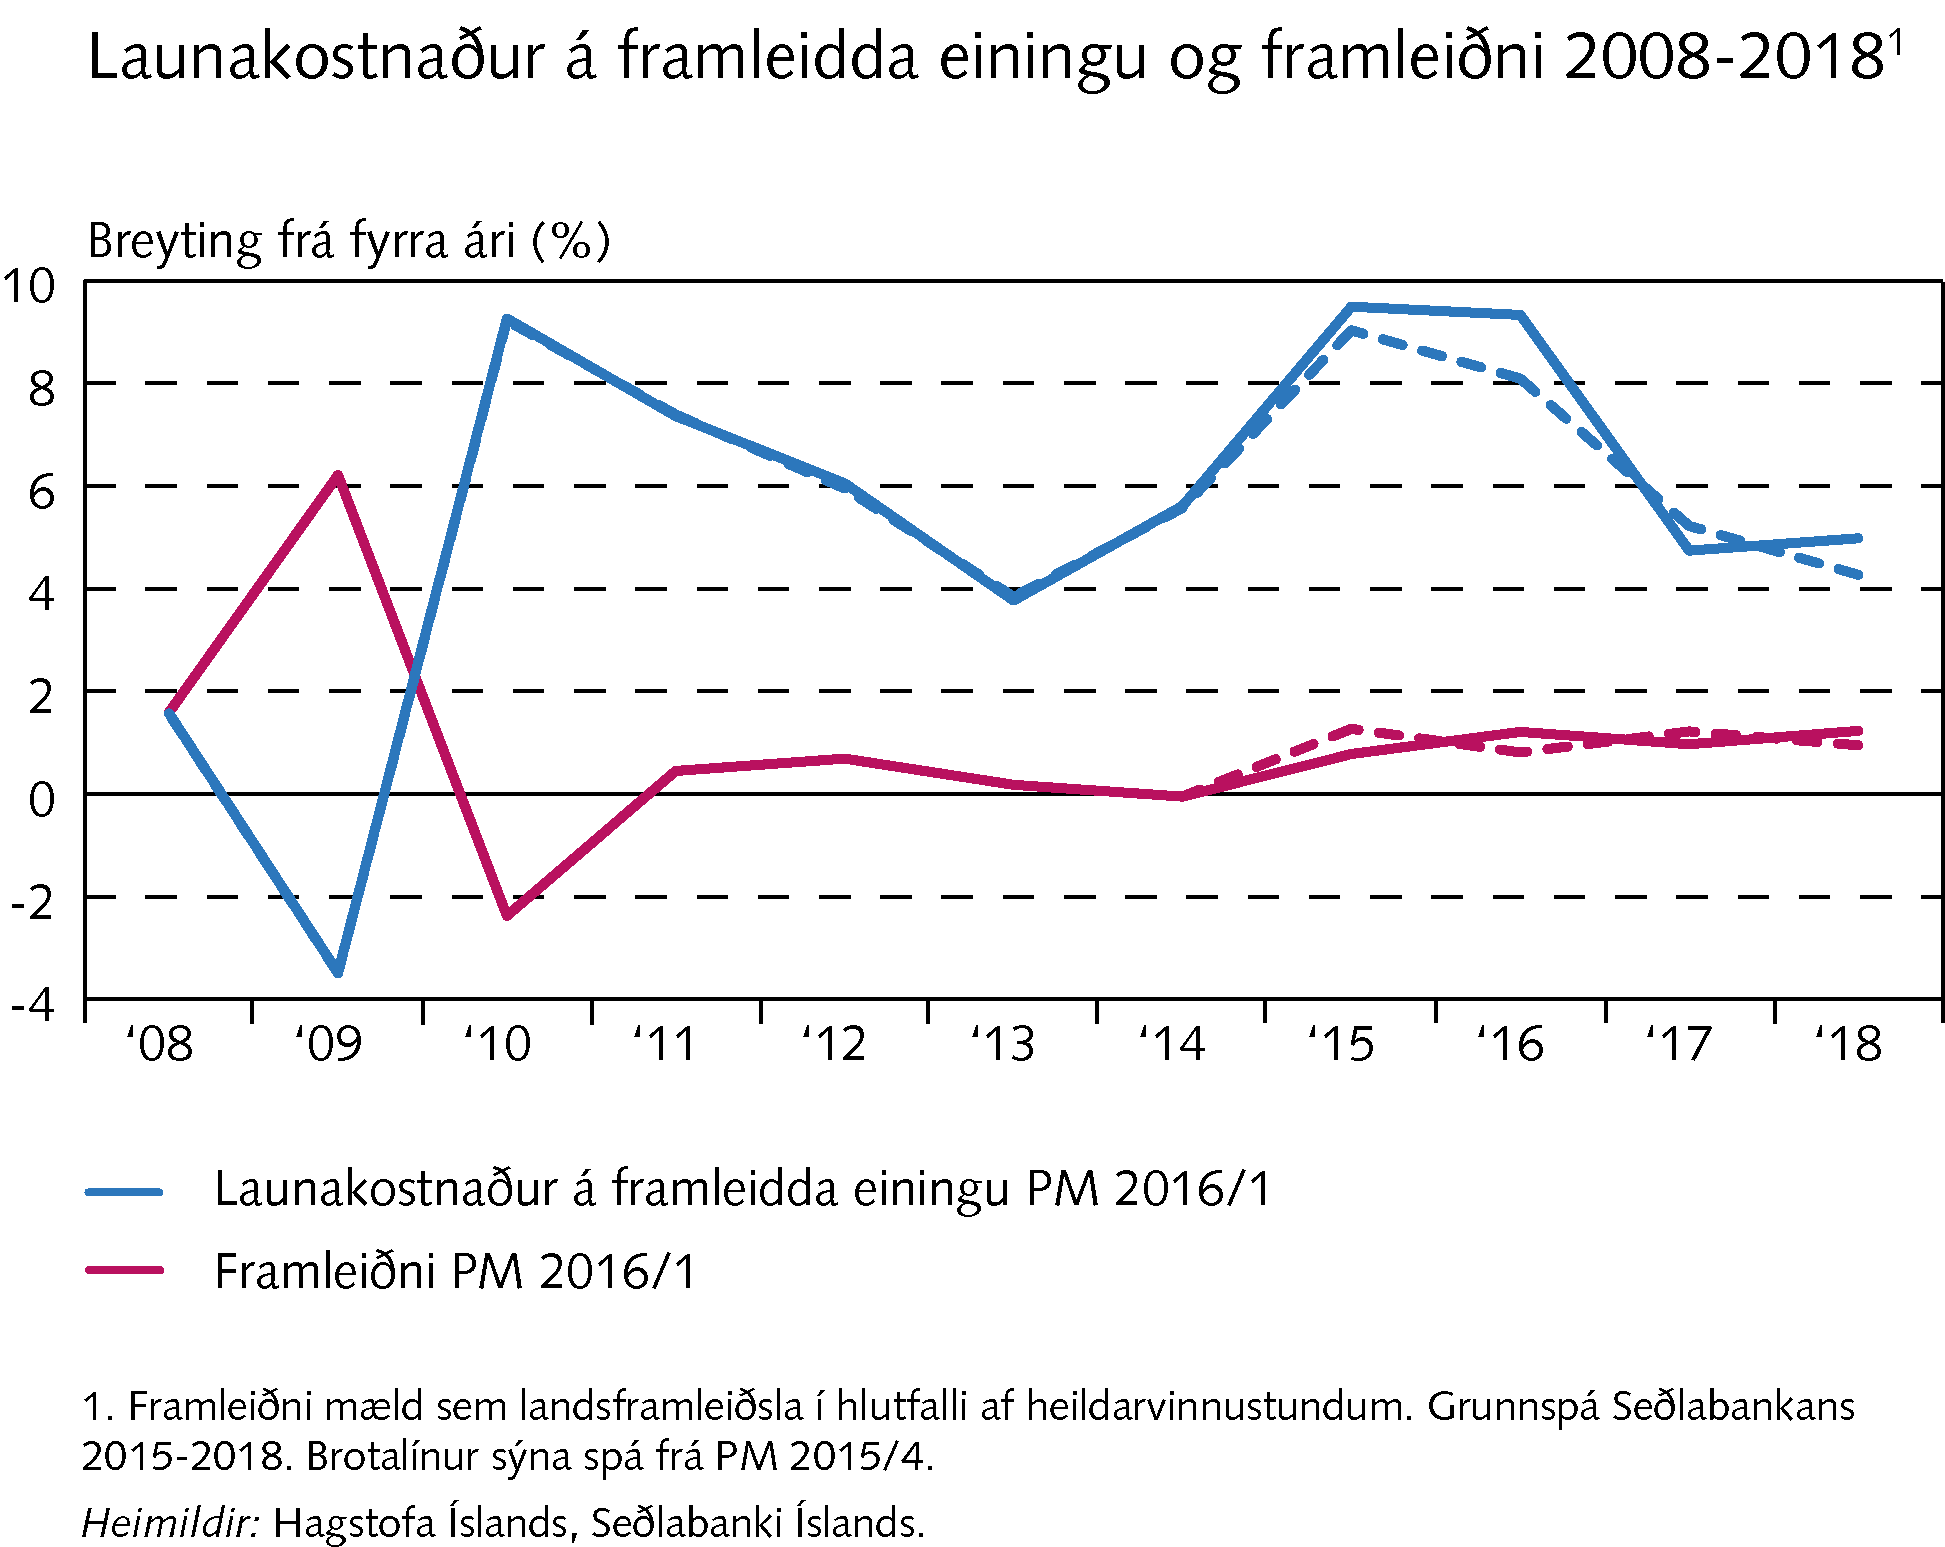 Launakostnaður á framleidda einingu og framleiðni 2008-2018¹
Breyting frá fyrra ári (%)
10
8
6
4
2
0
-2
-4
‘08 ‘09 ‘10 ‘11 ‘12 ‘13 ‘14 ‘15 ‘16 ‘17 ‘18
Launakostnaður á framleidda einingu PM 2016/1
Framleiðni PM 2016/1
1. Framleiðni mæld sem landsframleiðsla í hlutfalli af heildarvinnustundum. Grunnspá Seðlabankans
2015-2018. Brotalínur sýna spá frá PM 2015/4.
Heimildir: Hagstofa Íslands, Seðlabanki Íslands.